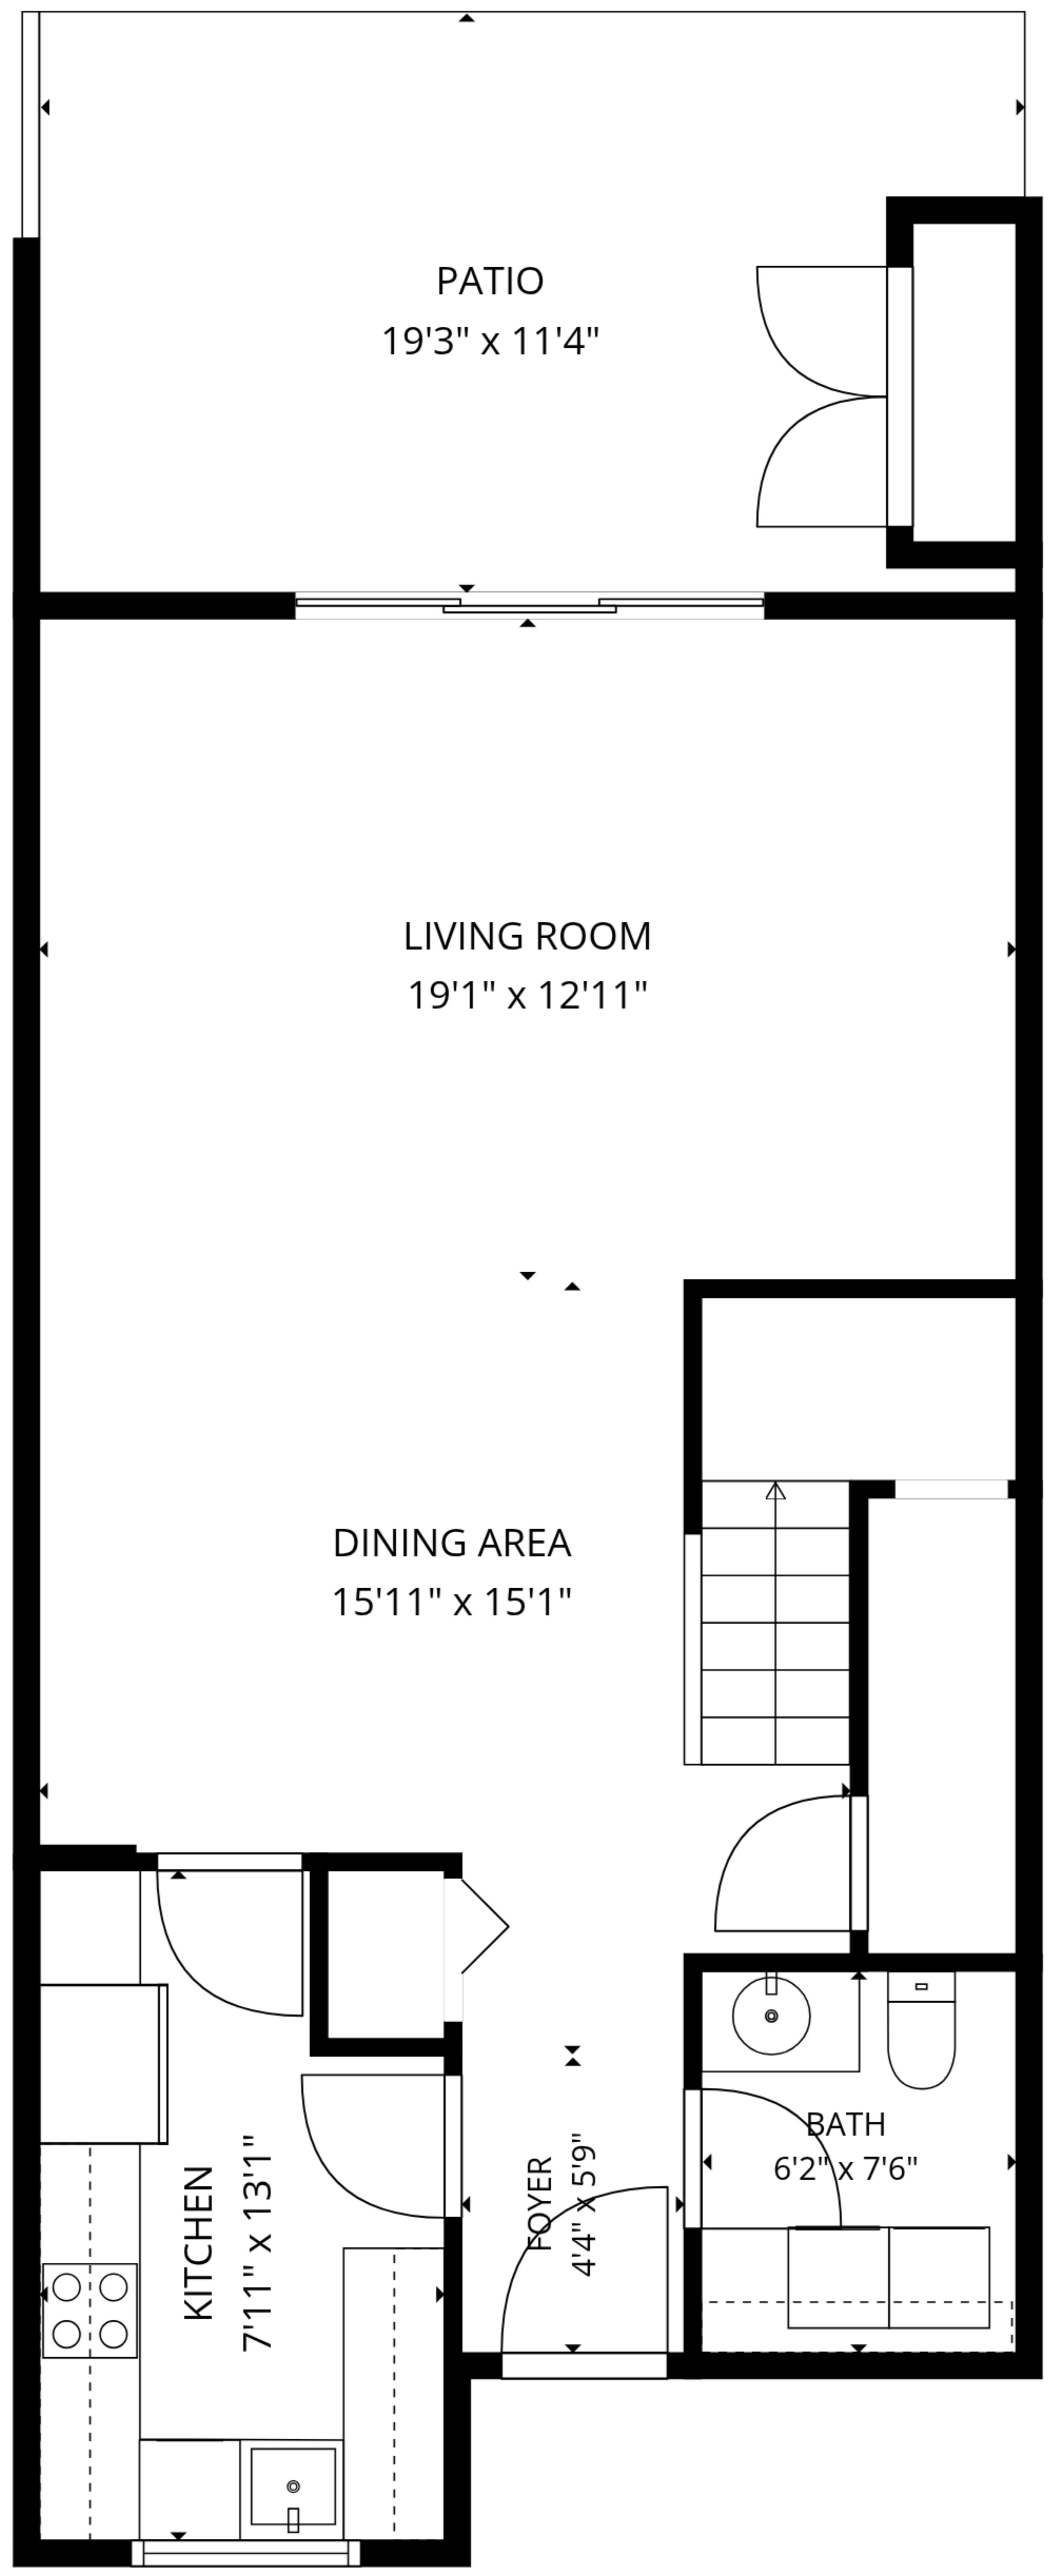 PATIO
19'3" x 11'4"
LIVING ROOM
19'1" x 12'11"
DINING AREA
15'11" x 15'1"
KITCHEN
7'11" x 13'1"
FOYER
4'4" x 5'9"
BATH
6'2" x 7'6"